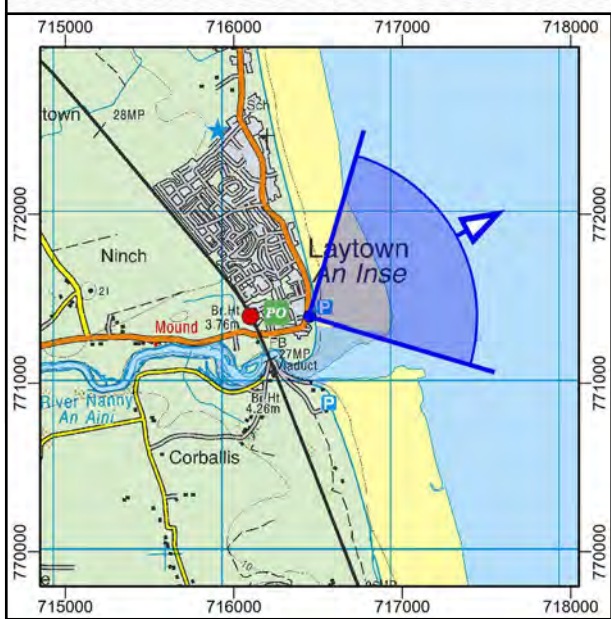 715000 716000 717000 718000
town
28MP
Sch
772000
772000
Ninch
Laytown
An Inse
21
Br.Ht
3.76m
PO
P
Mound
FB
27MP
Viaduct
771000
771000
River Nanny
An Aini
Br.Ht
4.26m
P
Corballis
770000
770000
10
e
715000 716000 717000 718000